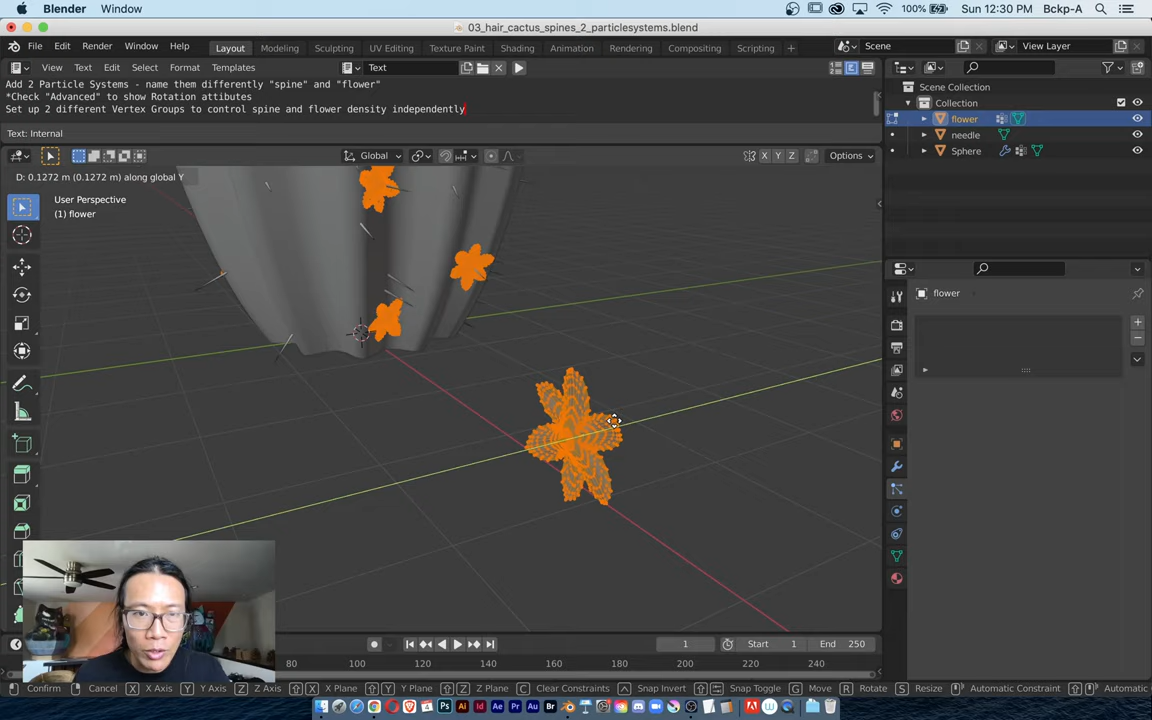 Blender Window
100% Sun 12:30 PM Bckp-A
03_hair_cactus_spines_2_particlesystems.blend
File Edit Render Window Help Layout Modeling Sculpting UV Editing Texture Paint Shading Animation Rendering Compositing Scripting Scene View Layer
View Text Edit Select Format Templates Text
Add 2 Particle Systems - name them differently "spine" and "flower"
*Check "Advanced" to show Rotation attibutes
Set up 2 different Vertex Groups to control spine and flower density independently
Text: Internal
Scene Collection
Collection
flower
needle
Sphere
Global X Y Z Options
D: 0.1272 m (0.1272 m) along global Y
User Perspective
(1) flower
flower
1 Start 1 End 250
80 100 120 140 160 180 200 220 240
Confirm Cancel X X Axis Y Y Axis Z Z Axis X X Plane Y Y Plane Z Z Plane C Clear Constraints Snap Invert Snap Toggle G Move R Rotate S Resize Automatic Constraint Automatic